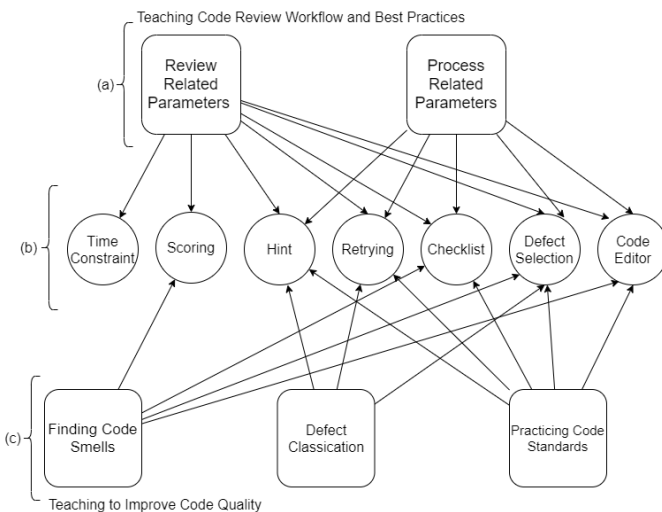 Teaching Code Review Workflow and Best Practices
(a)
Review
Related
Parameters
Process
Related
Parameters
(b)
Time
Constraint
Scoring
Hint
Retrying
Checklist
Defect
Selection
Code
Editor
(c)
Finding Code
Smells
Defect
Classication
Practicing Code
Standards
Teaching to Improve Code Quality